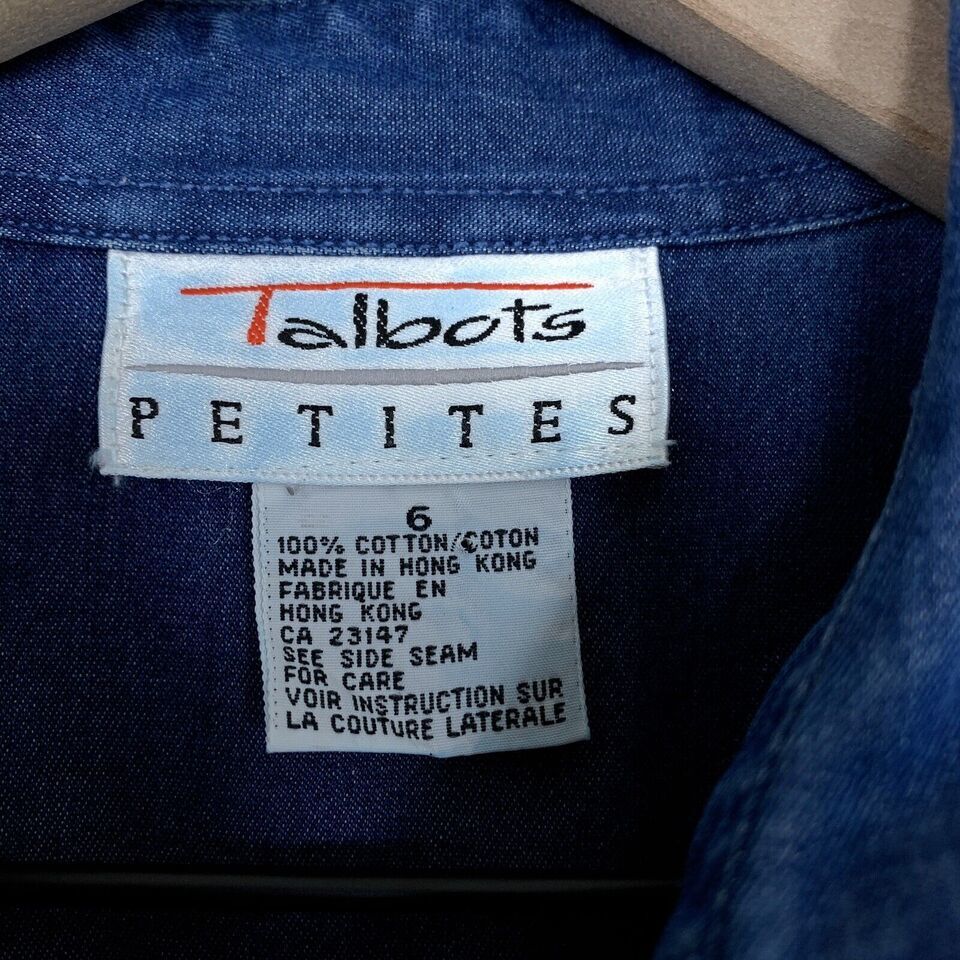 Talbots
PETITES
6
100% COTTON/COTON
MADE IN HONG KONG
FABRIQUE EN
HONG KONG
CA 23147
SEE SIDE SEAM
FOR CARE
VOIR INSTRUCTION SUR
LA COUTURE LATERALE